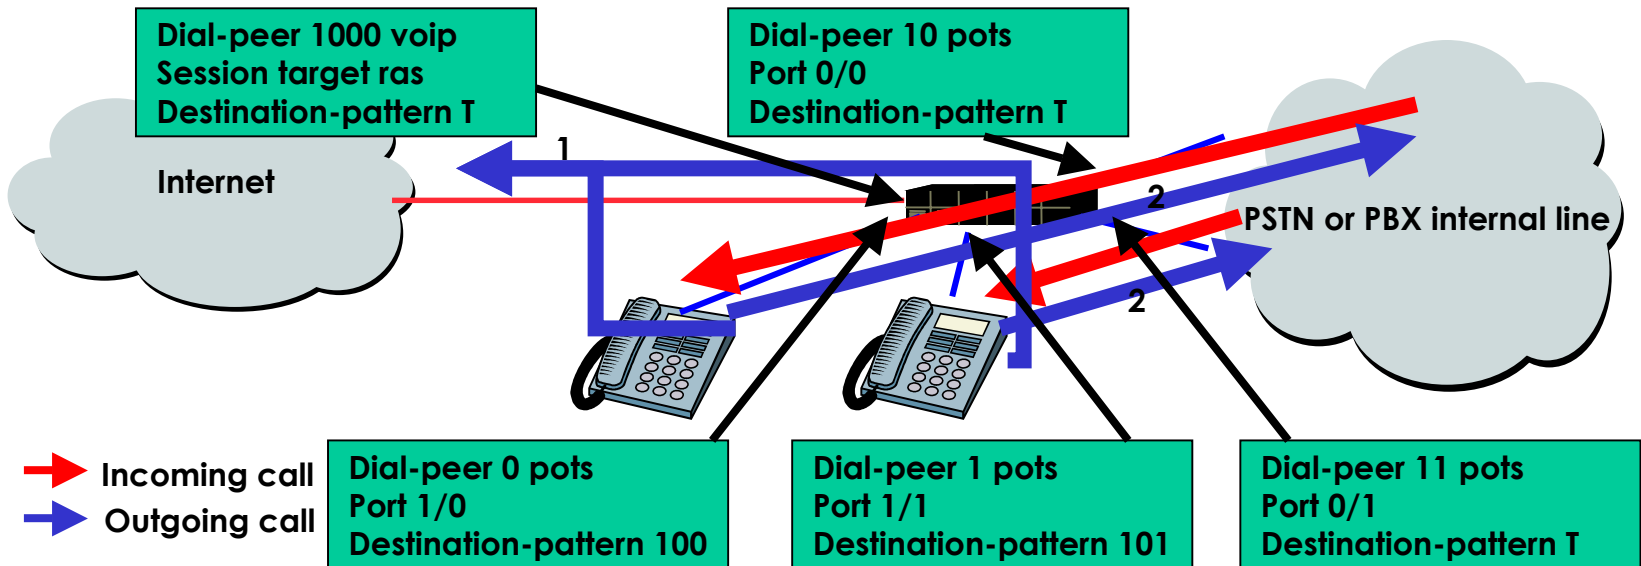 Dial-peer 1000 voip
Session target ras
Destination-pattern T
Dial-peer 10 pots
Port 0/0
Destination-pattern T
1
Internet
2
PSTN or PBX internal line
2
Incoming call
Outgoing call
Dial-peer 0 pots
Port 1/0
Destination-pattern 100
Dial-peer 1 pots
Port 1/1
Destination-pattern 101
Dial-peer 11 pots
Port 0/1
Destination-pattern T